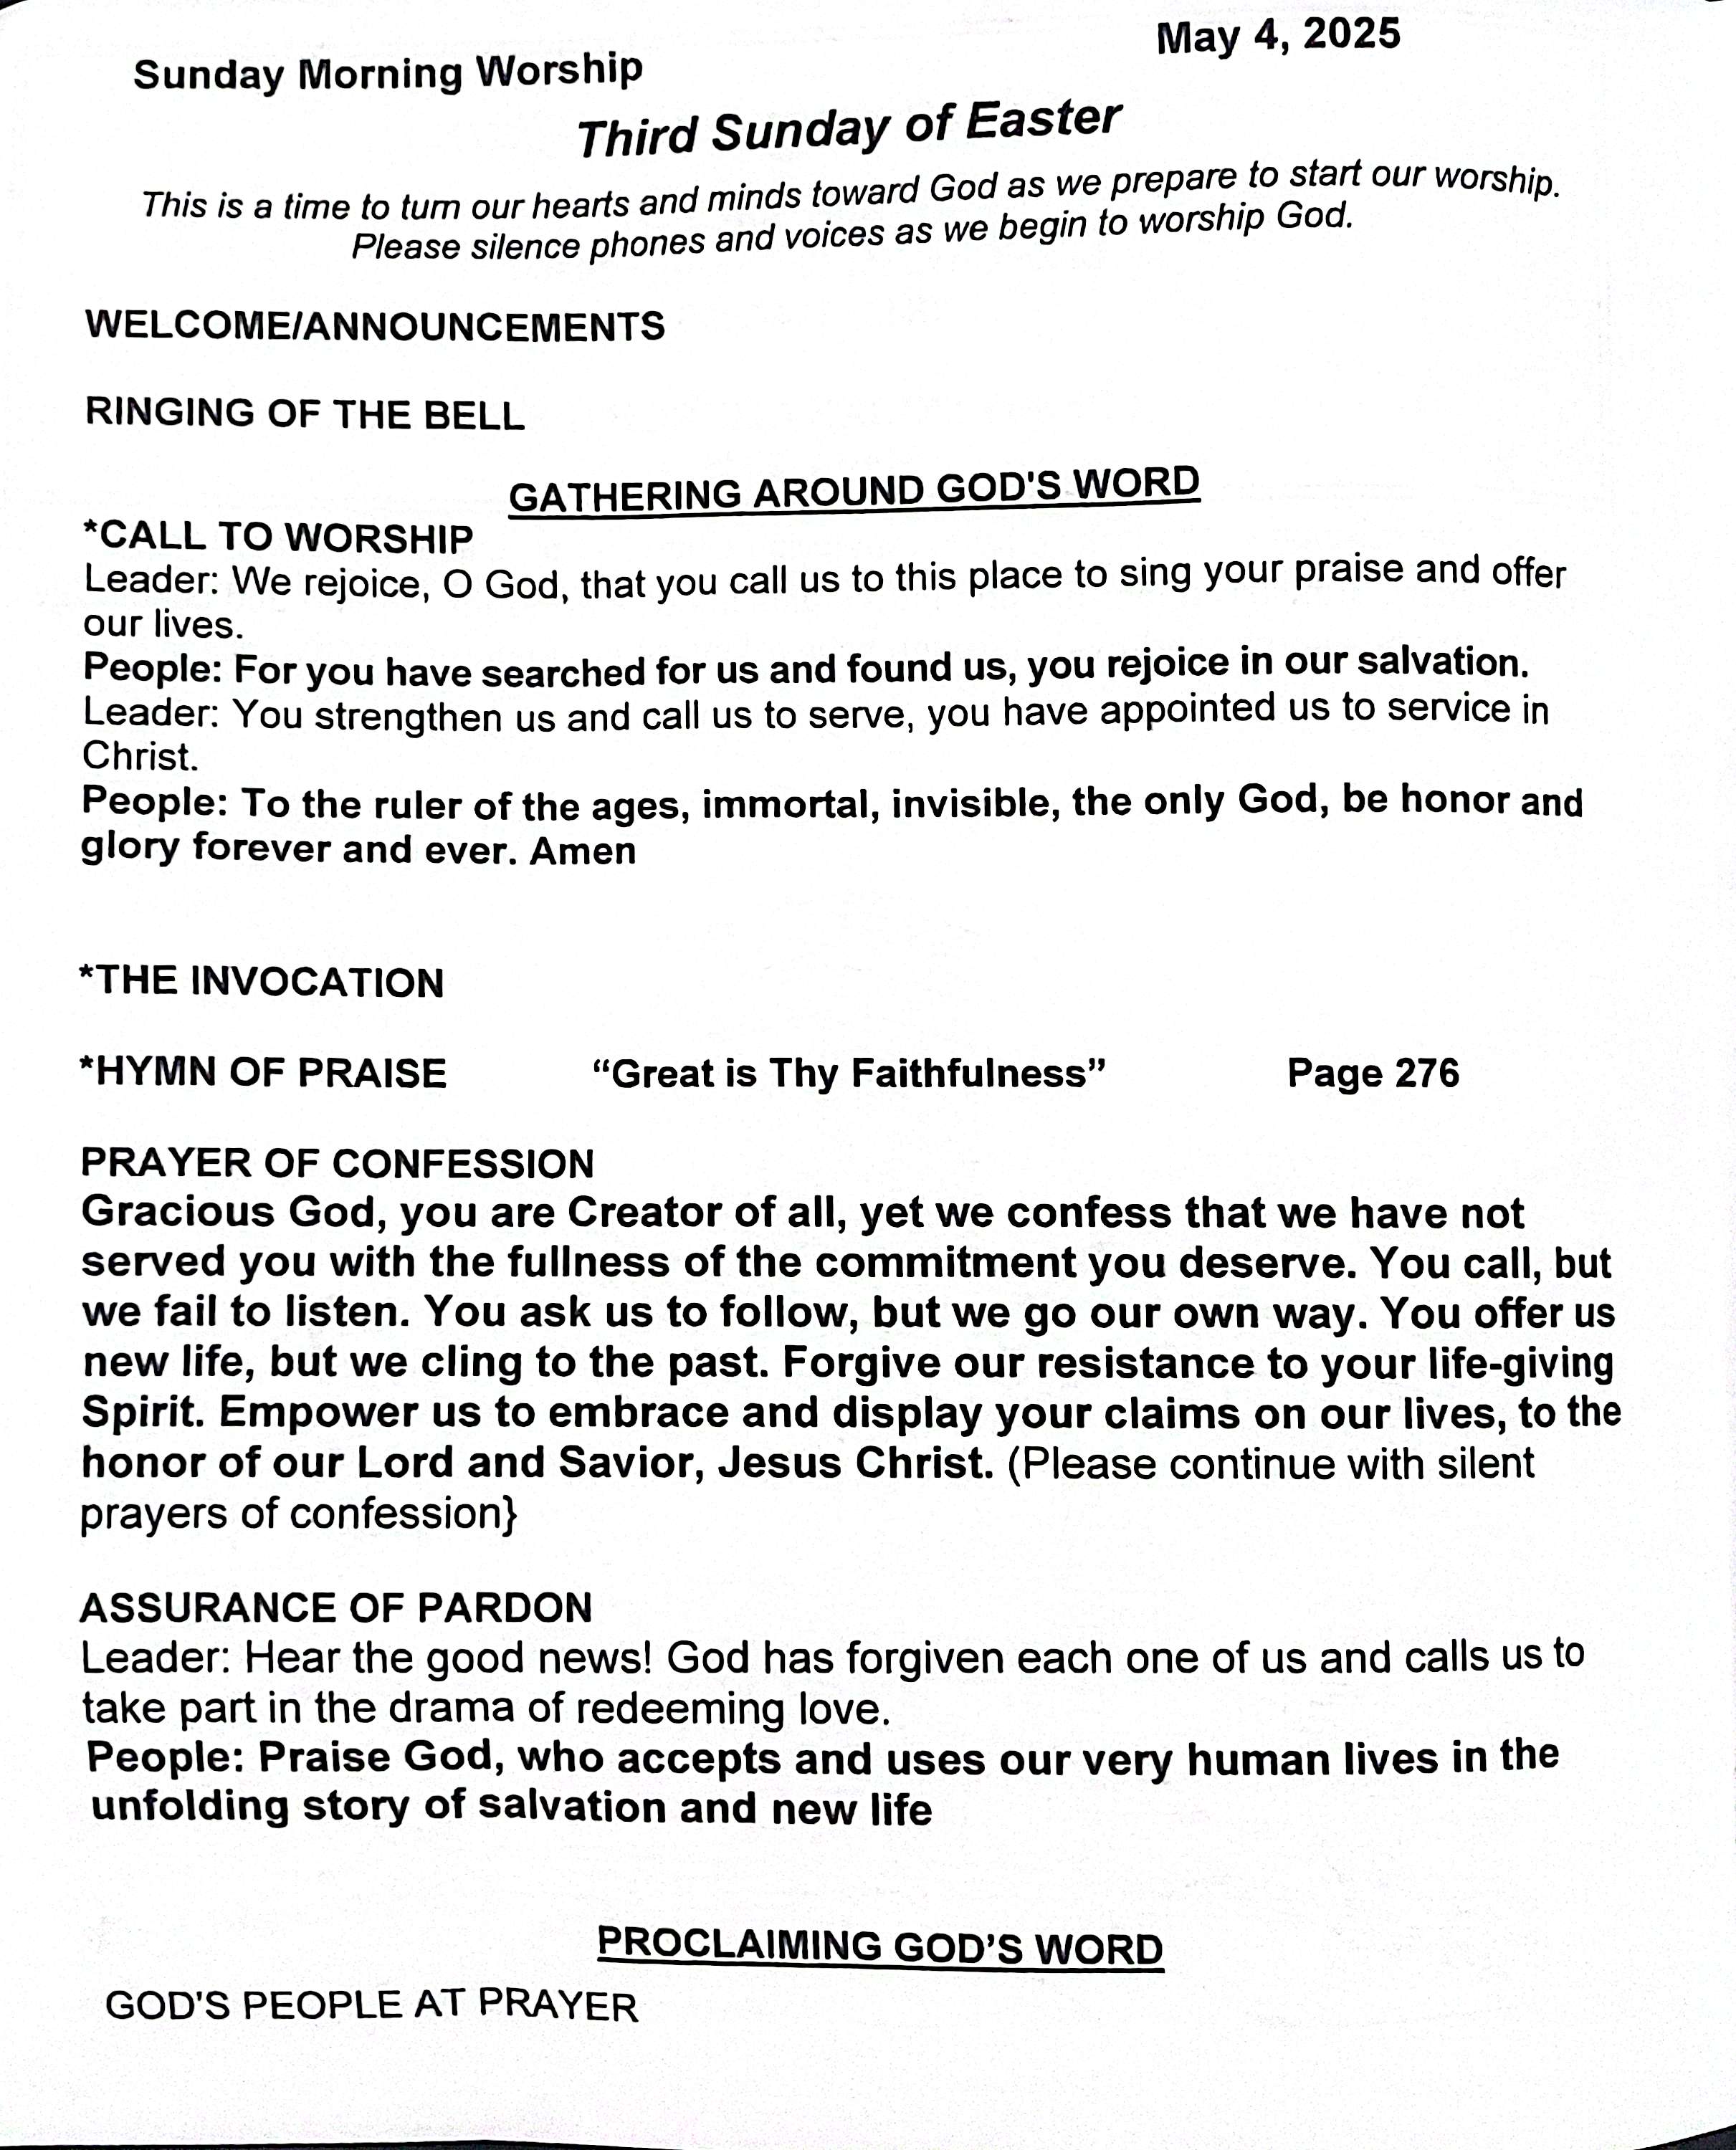 May 4, 2025
Sunday Morning Worship
Third Sunday of Easter
This is a time to turn our hearts and minds toward God as we prepare to start our worship.
Please silence phones and voices as we begin to worship God.
WELCOME/ANNOUNCEMENTS
RINGING OF THE BELL
GATHERING AROUND GOD'S WORD
*CALL TO WORSHIP
Leader: We rejoice, O God, that you call us to this place to sing your praise and offer
our lives.
People: For you have searched for us and found us, you rejoice in our salvation.
Leader: You strengthen us and call us to serve, you have appointed us to service in
Christ.
People: To the ruler of the ages, immortal, invisible, the only God, be honor and
glory forever and ever. Amen
*THE INVOCATION
*HYMN OF PRAISE “Great is Thy Faithfulness” Page 276
PRAYER OF CONFESSION
Gracious God, you are Creator of all, yet we confess that we have not
served you with the fullness of the commitment you deserve. You call, but
we fail to listen. You ask us to follow, but we go our own way. You offer us
new life, but we cling to the past. Forgive our resistance to your life-giving
Spirit. Empower us to embrace and display your claims on our lives, to the
honor of our Lord and Savior, Jesus Christ. (Please continue with silent
prayers of confession}
ASSURANCE OF PARDON
Leader: Hear the good news! God has forgiven each one of us and calls us to
take part in the drama of redeeming love.
People: Praise God, who accepts and uses our very human lives in the
unfolding story of salvation and new life
PROCLAIMING GOD’S WORD
GOD'S PEOPLE AT PRAYER